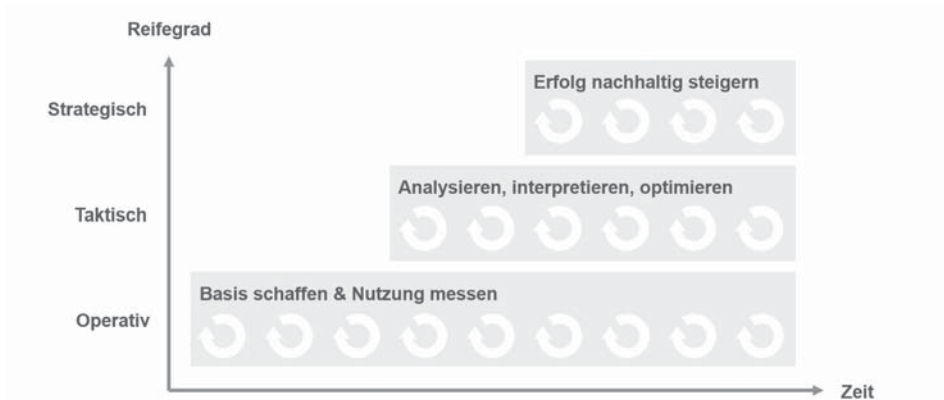 Reifegrad
Strategisch
Erfolg nachhaltig steigern
Taktisch
Analysieren, interpretieren, optimieren
Operativ
Basis schaffen & Nutzung messen
Zeit